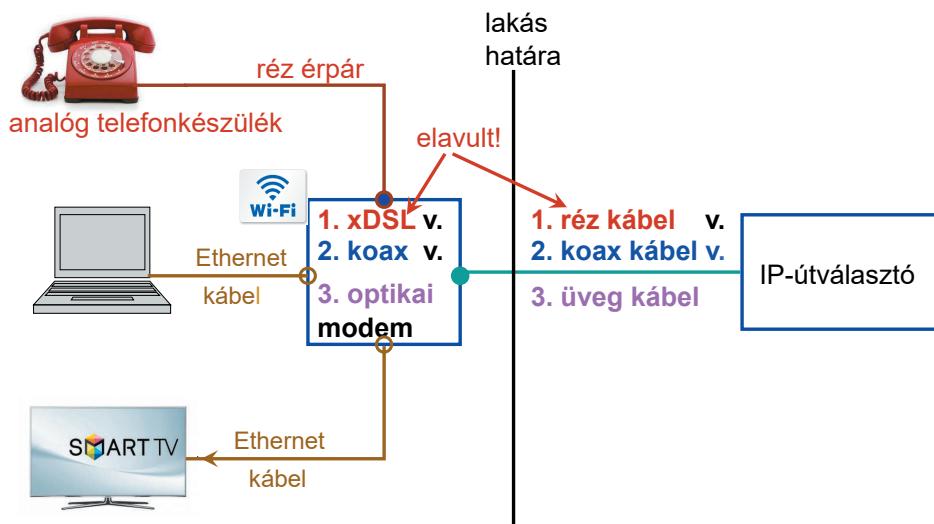 lakás
határa
réz érpár
analóg telefonkészülék
elavult!
Wi-Fi
1. xDSL v.
2. koax v.
3. optikai
modem
1. réz kábel v.
2. koax kábel v.
3. üveg kábel
IP-útválasztó
Ethernet
kábel
SMART TV
Ethernet
kábel